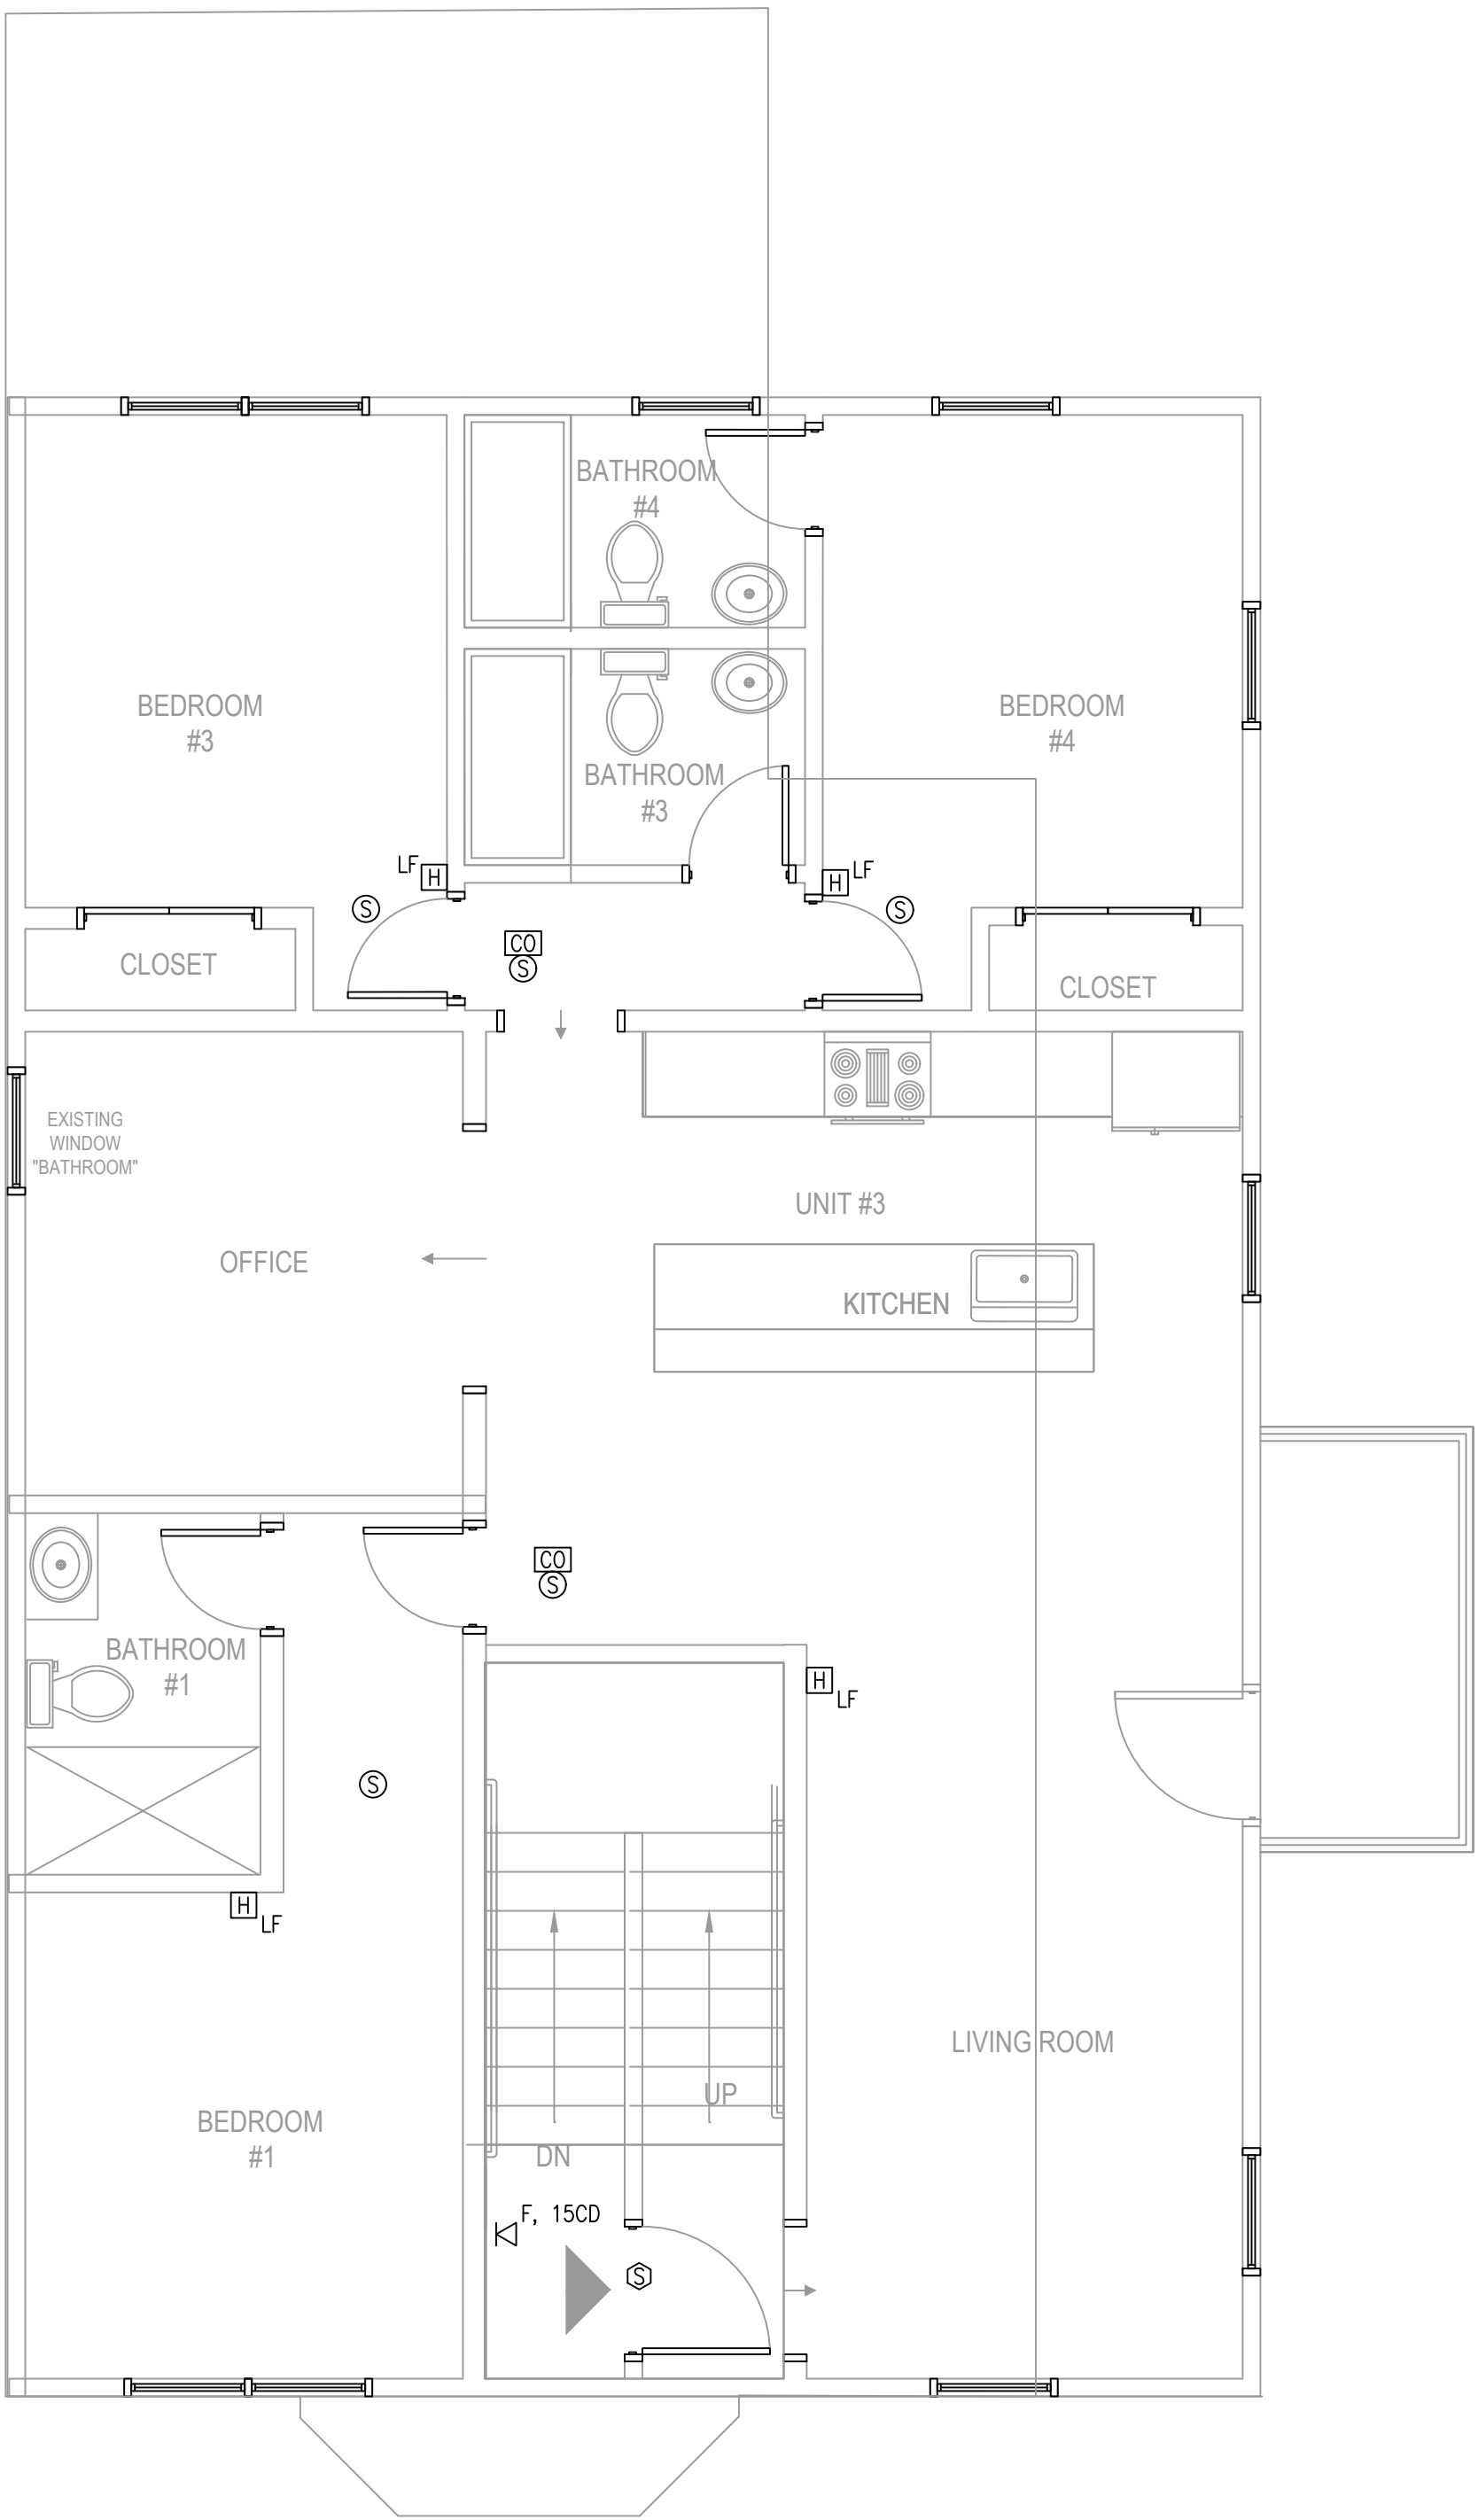 BATHROOM
#4
BEDROOM
#3
BEDROOM
#4
BATHROOM
#3
LF
H
H
LF
S
S
CO
S
CLOSET
CLOSET
EXISTING
WINDOW
"BATHROOM"
UNIT #3
OFFICE
KITCHEN
CO
S
BATHROOM
#1
H
LF
S
H
LF
LIVING ROOM
UP
BEDROOM
#1
DN
F, 15CD
S